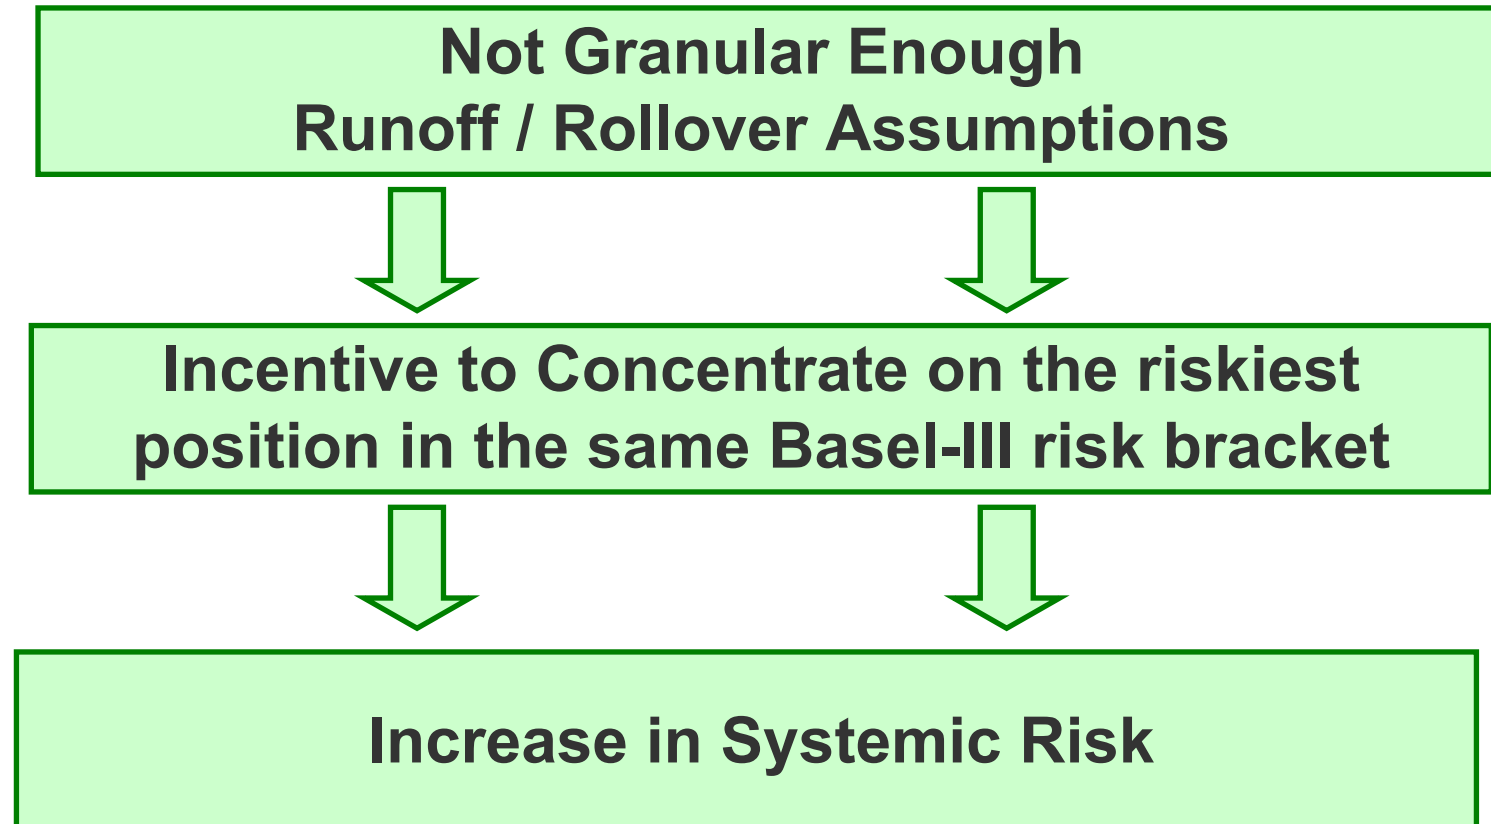 Not Granular Enough
Runoff / Rollover Assumptions
Incentive to Concentrate on the riskiest
position in the same Basel-III risk bracket
Increase in Systemic Risk